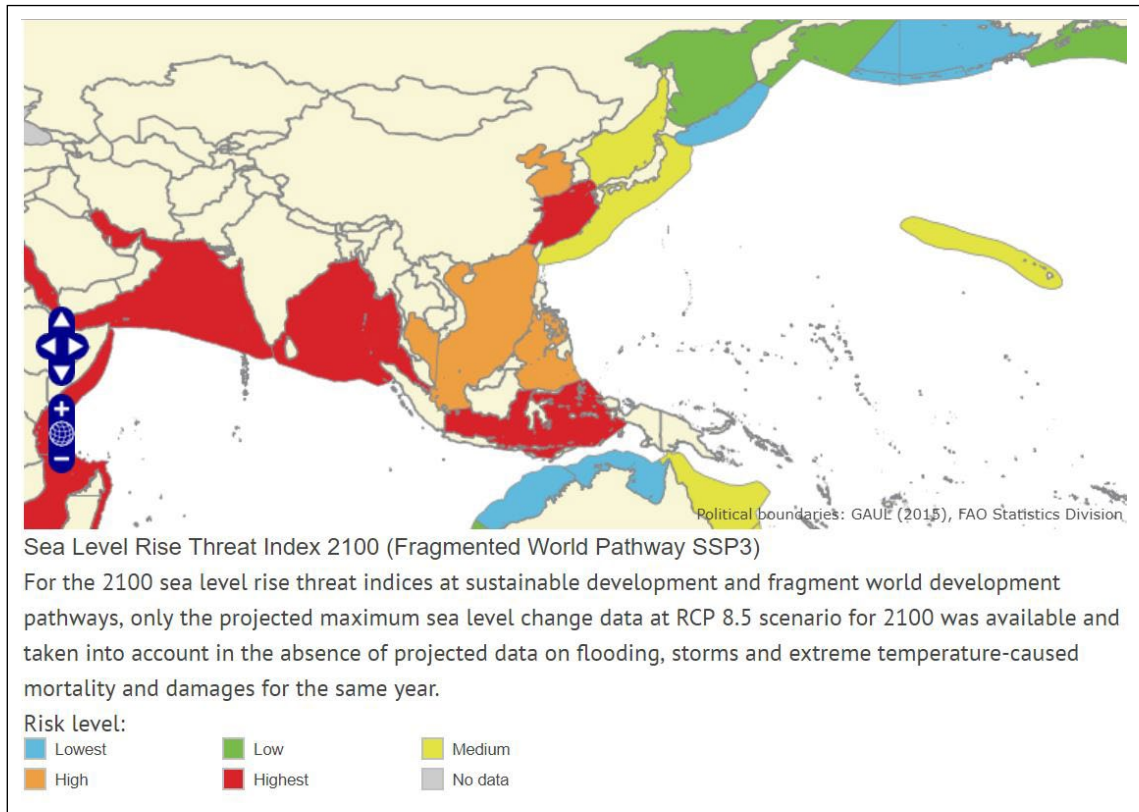 Political boundaries: GAUL (2015), FAO Statistics Division
Sea Level Rise Threat Index 2100 (Fragmented World Pathway SSP3)
For the 2100 sea level rise threat indices at sustainable development and fragment world development
pathways, only the projected maximum sea level change data at RCP 8.5 scenario for 2100 was available and
taken into account in the absence of projected data on flooding, storms and extreme temperature-caused
mortality and damages for the same year.
Risk level:
Lowest Low Medium
High Highest No data